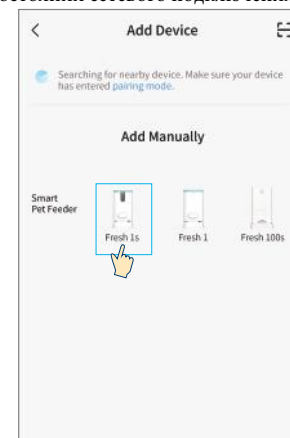 Add Device
Searching for nearby device. Make sure your device
has entered pairing mode.
Add Manually
Smart
Pet Feeder
Fresh 1s
Fresh 1
Fresh 100s